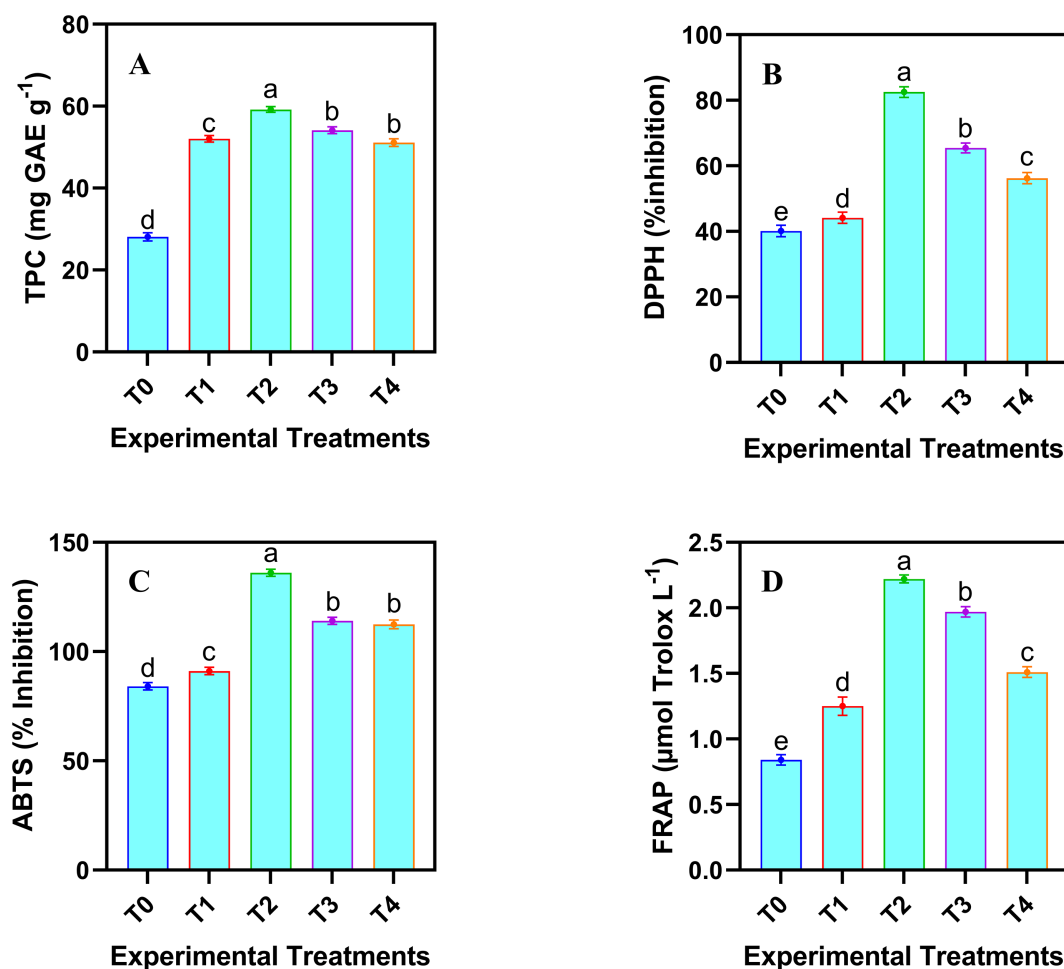 A
TPC (mg GAE g⁻¹)
80
60
40
20
0
d
c
a
b
b
T0 T1 T2 T3 T4
Experimental Treatments
B
DPPH (%inhibition)
100
80
60
40
20
0
e
d
a
b
c
T0 T1 T2 T3 T4
Experimental Treatments
C
ABTS (% Inhibition)
150
100
50
0
d
c
a
b
b
T0 T1 T2 T3 T4
Experimental Treatments
D
FRAP (µmol Trolox L⁻¹)
2.5
2.0
1.5
1.0
0.5
0.0
e
d
a
b
c
T0 T1 T2 T3 T4
Experimental Treatments